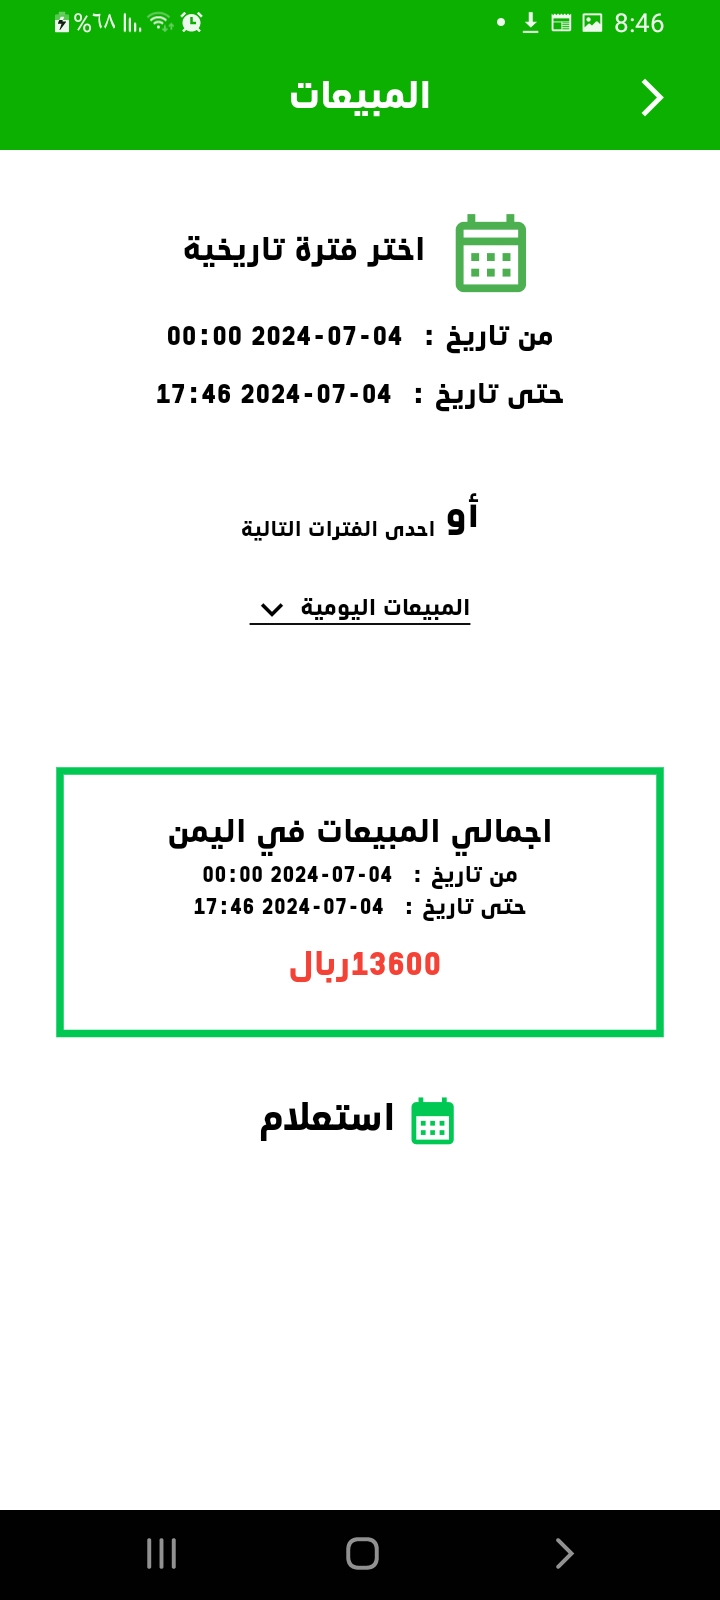 8:46
%٦٨
المبيعات
اختر فترة تاريخية
من تاريخ : 2024-07-04 00:00
حتى تاريخ : 2024-07-04 17:46
أو احدى الفترات التالية
المبيعات اليومية
اجمالي المبيعات في اليمن
من تاريخ : 2024-07-04 00:00
حتى تاريخ : 2024-07-04 17:46
13600ريال
استعلام